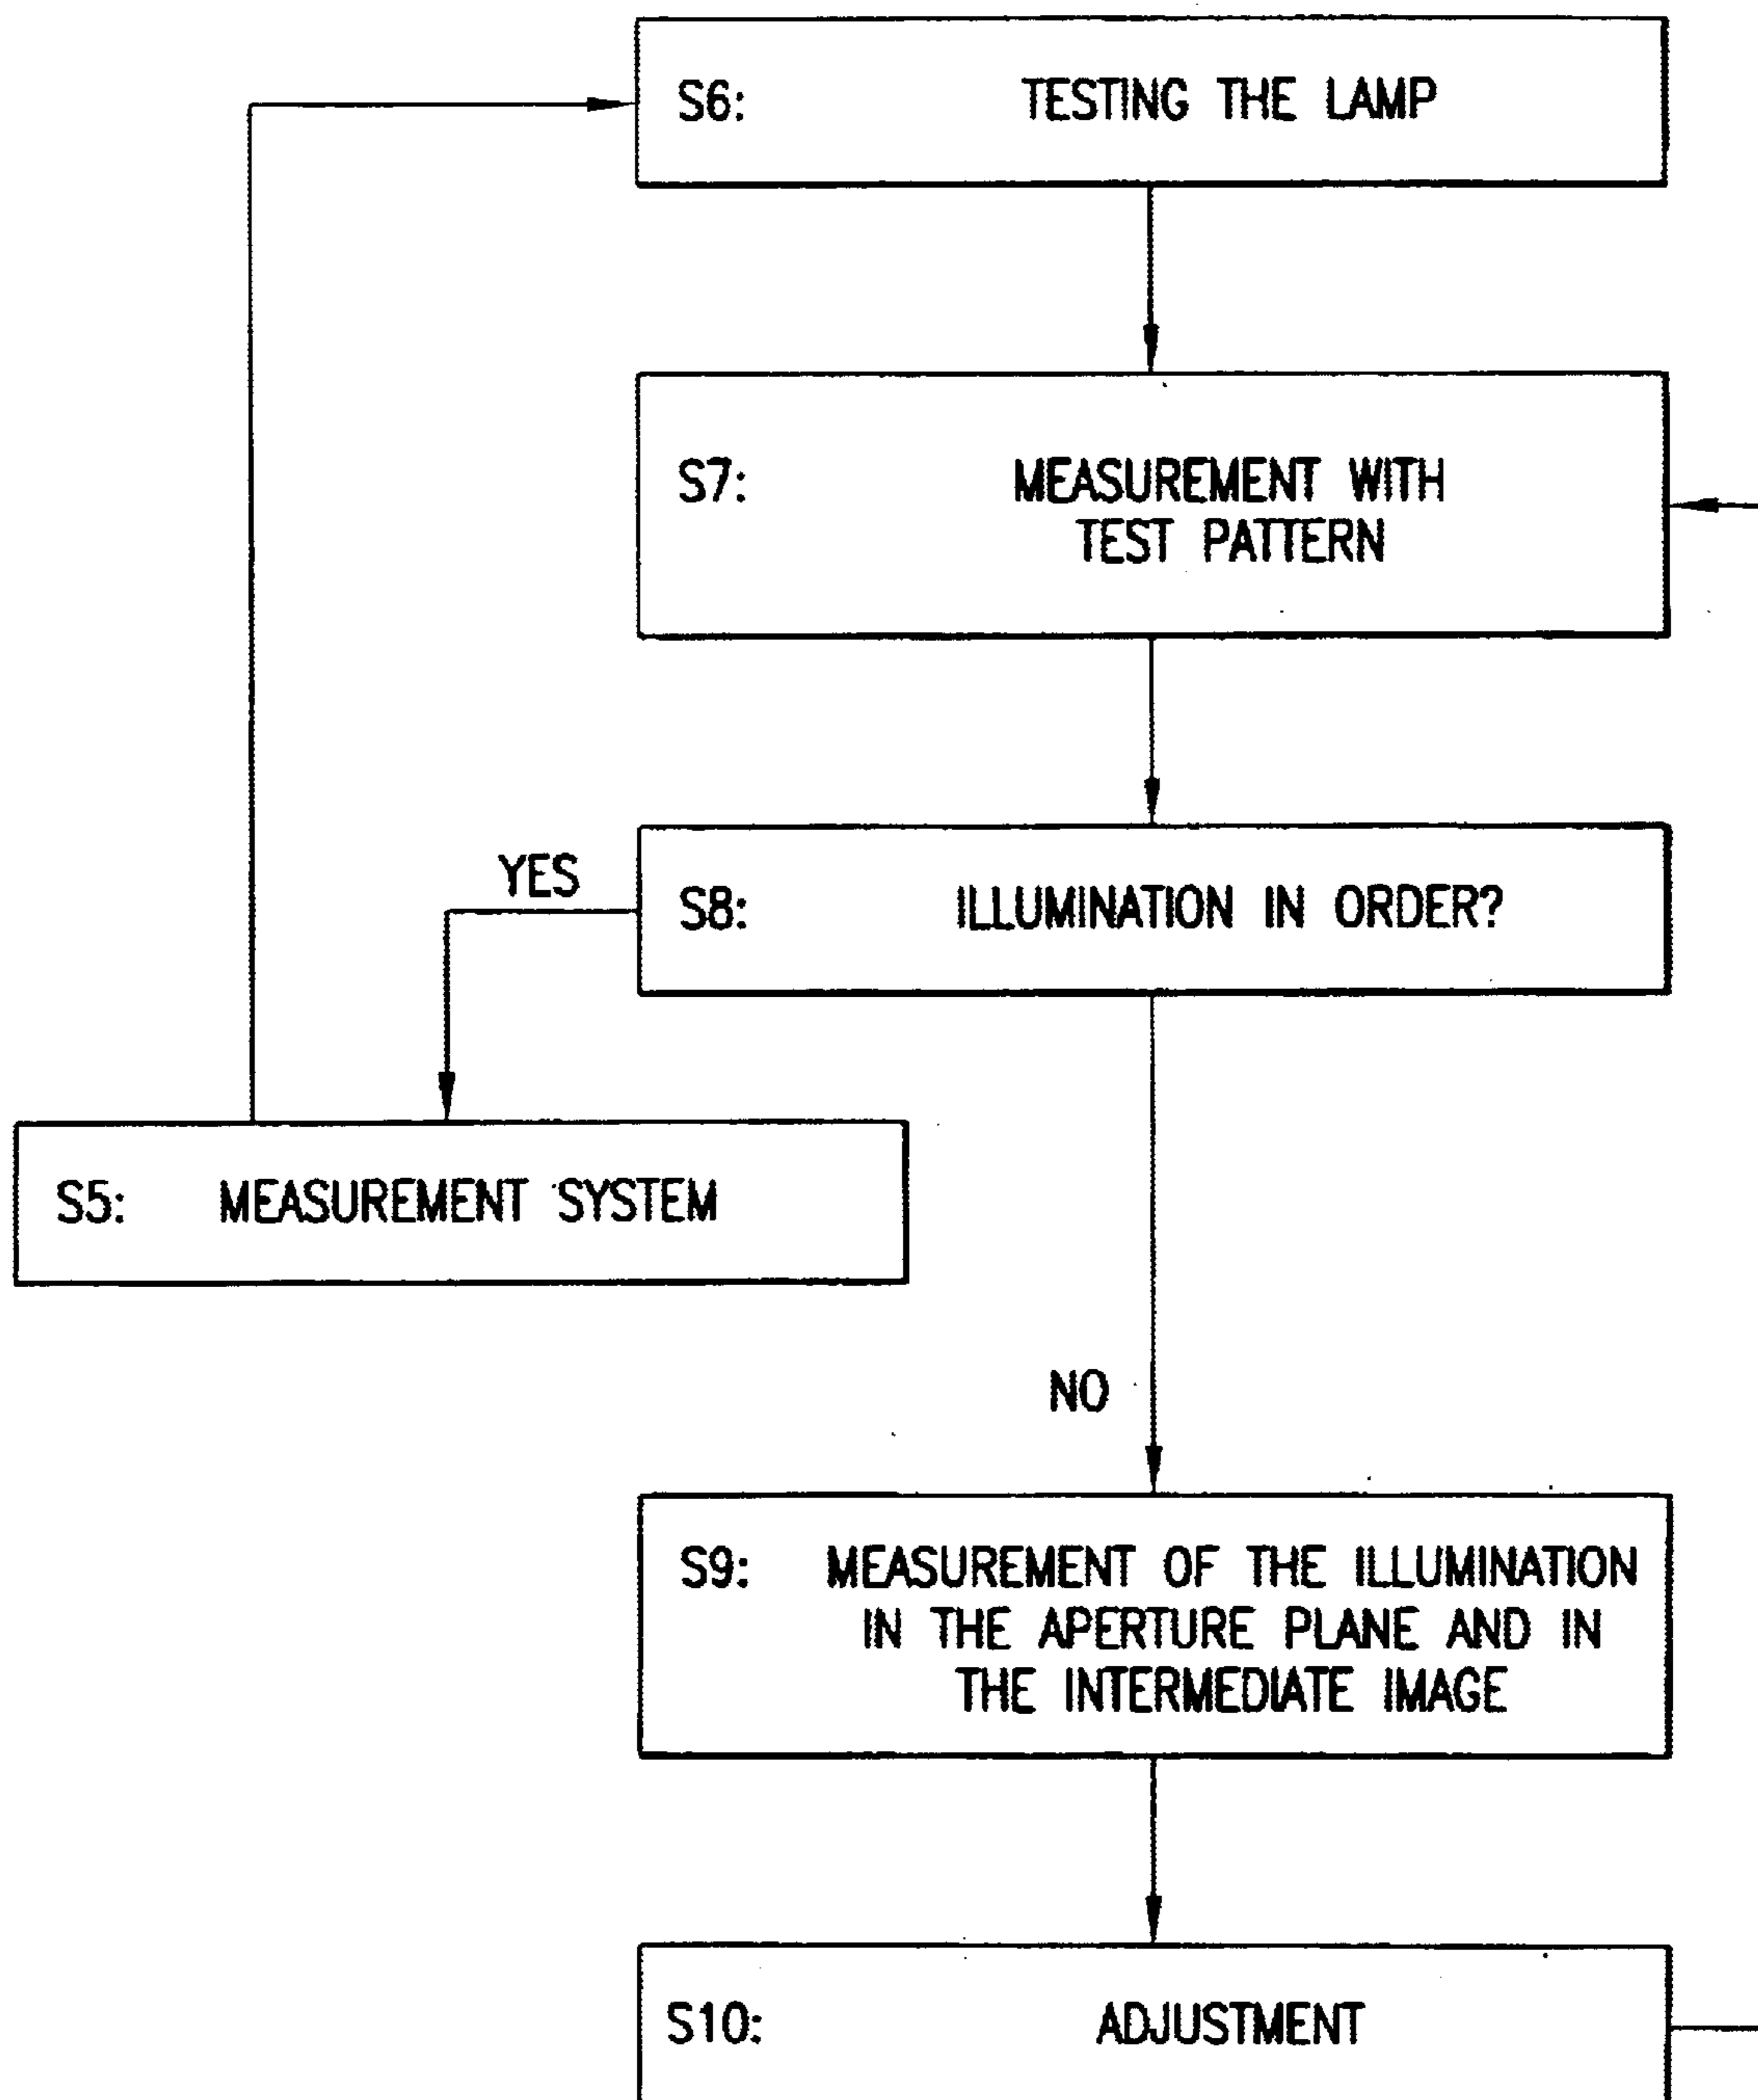 S6: TESTING THE LAMP
S7: MEASUREMENT WITH
TEST PATTERN
YES
S8: ILLUMINATION IN ORDER?
S5: MEASUREMENT SYSTEM
NO
S9: MEASUREMENT OF THE ILLUMINATION
IN THE APERTURE PLANE AND IN
THE INTERMEDIATE IMAGE
S10: ADJUSTMENT